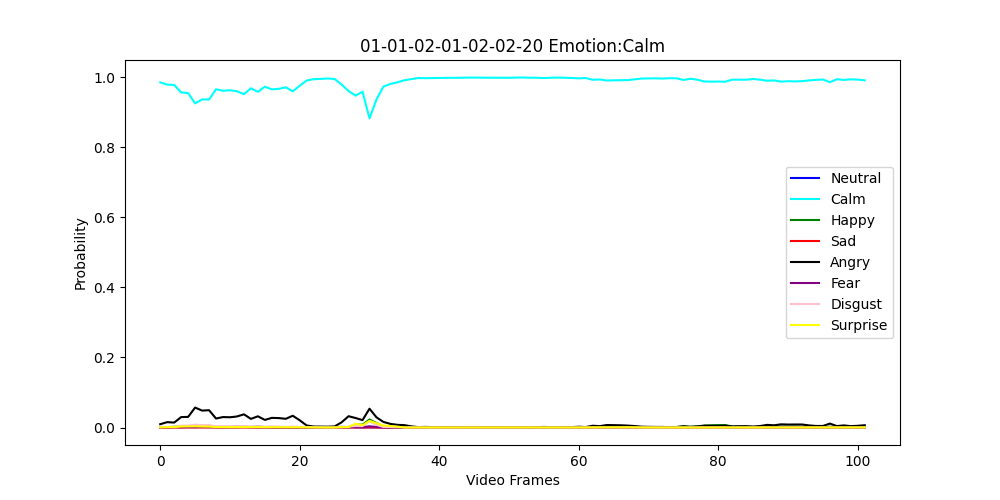 01-01-02-01-02-02-20 Emotion:Calm
Probability
1.0
0.8
0.6
0.4
0.2
0.0
Neutral
Calm
Happy
Sad
Angry
Fear
Disgust
Surprise
0 20 40 60 80 100
Video Frames